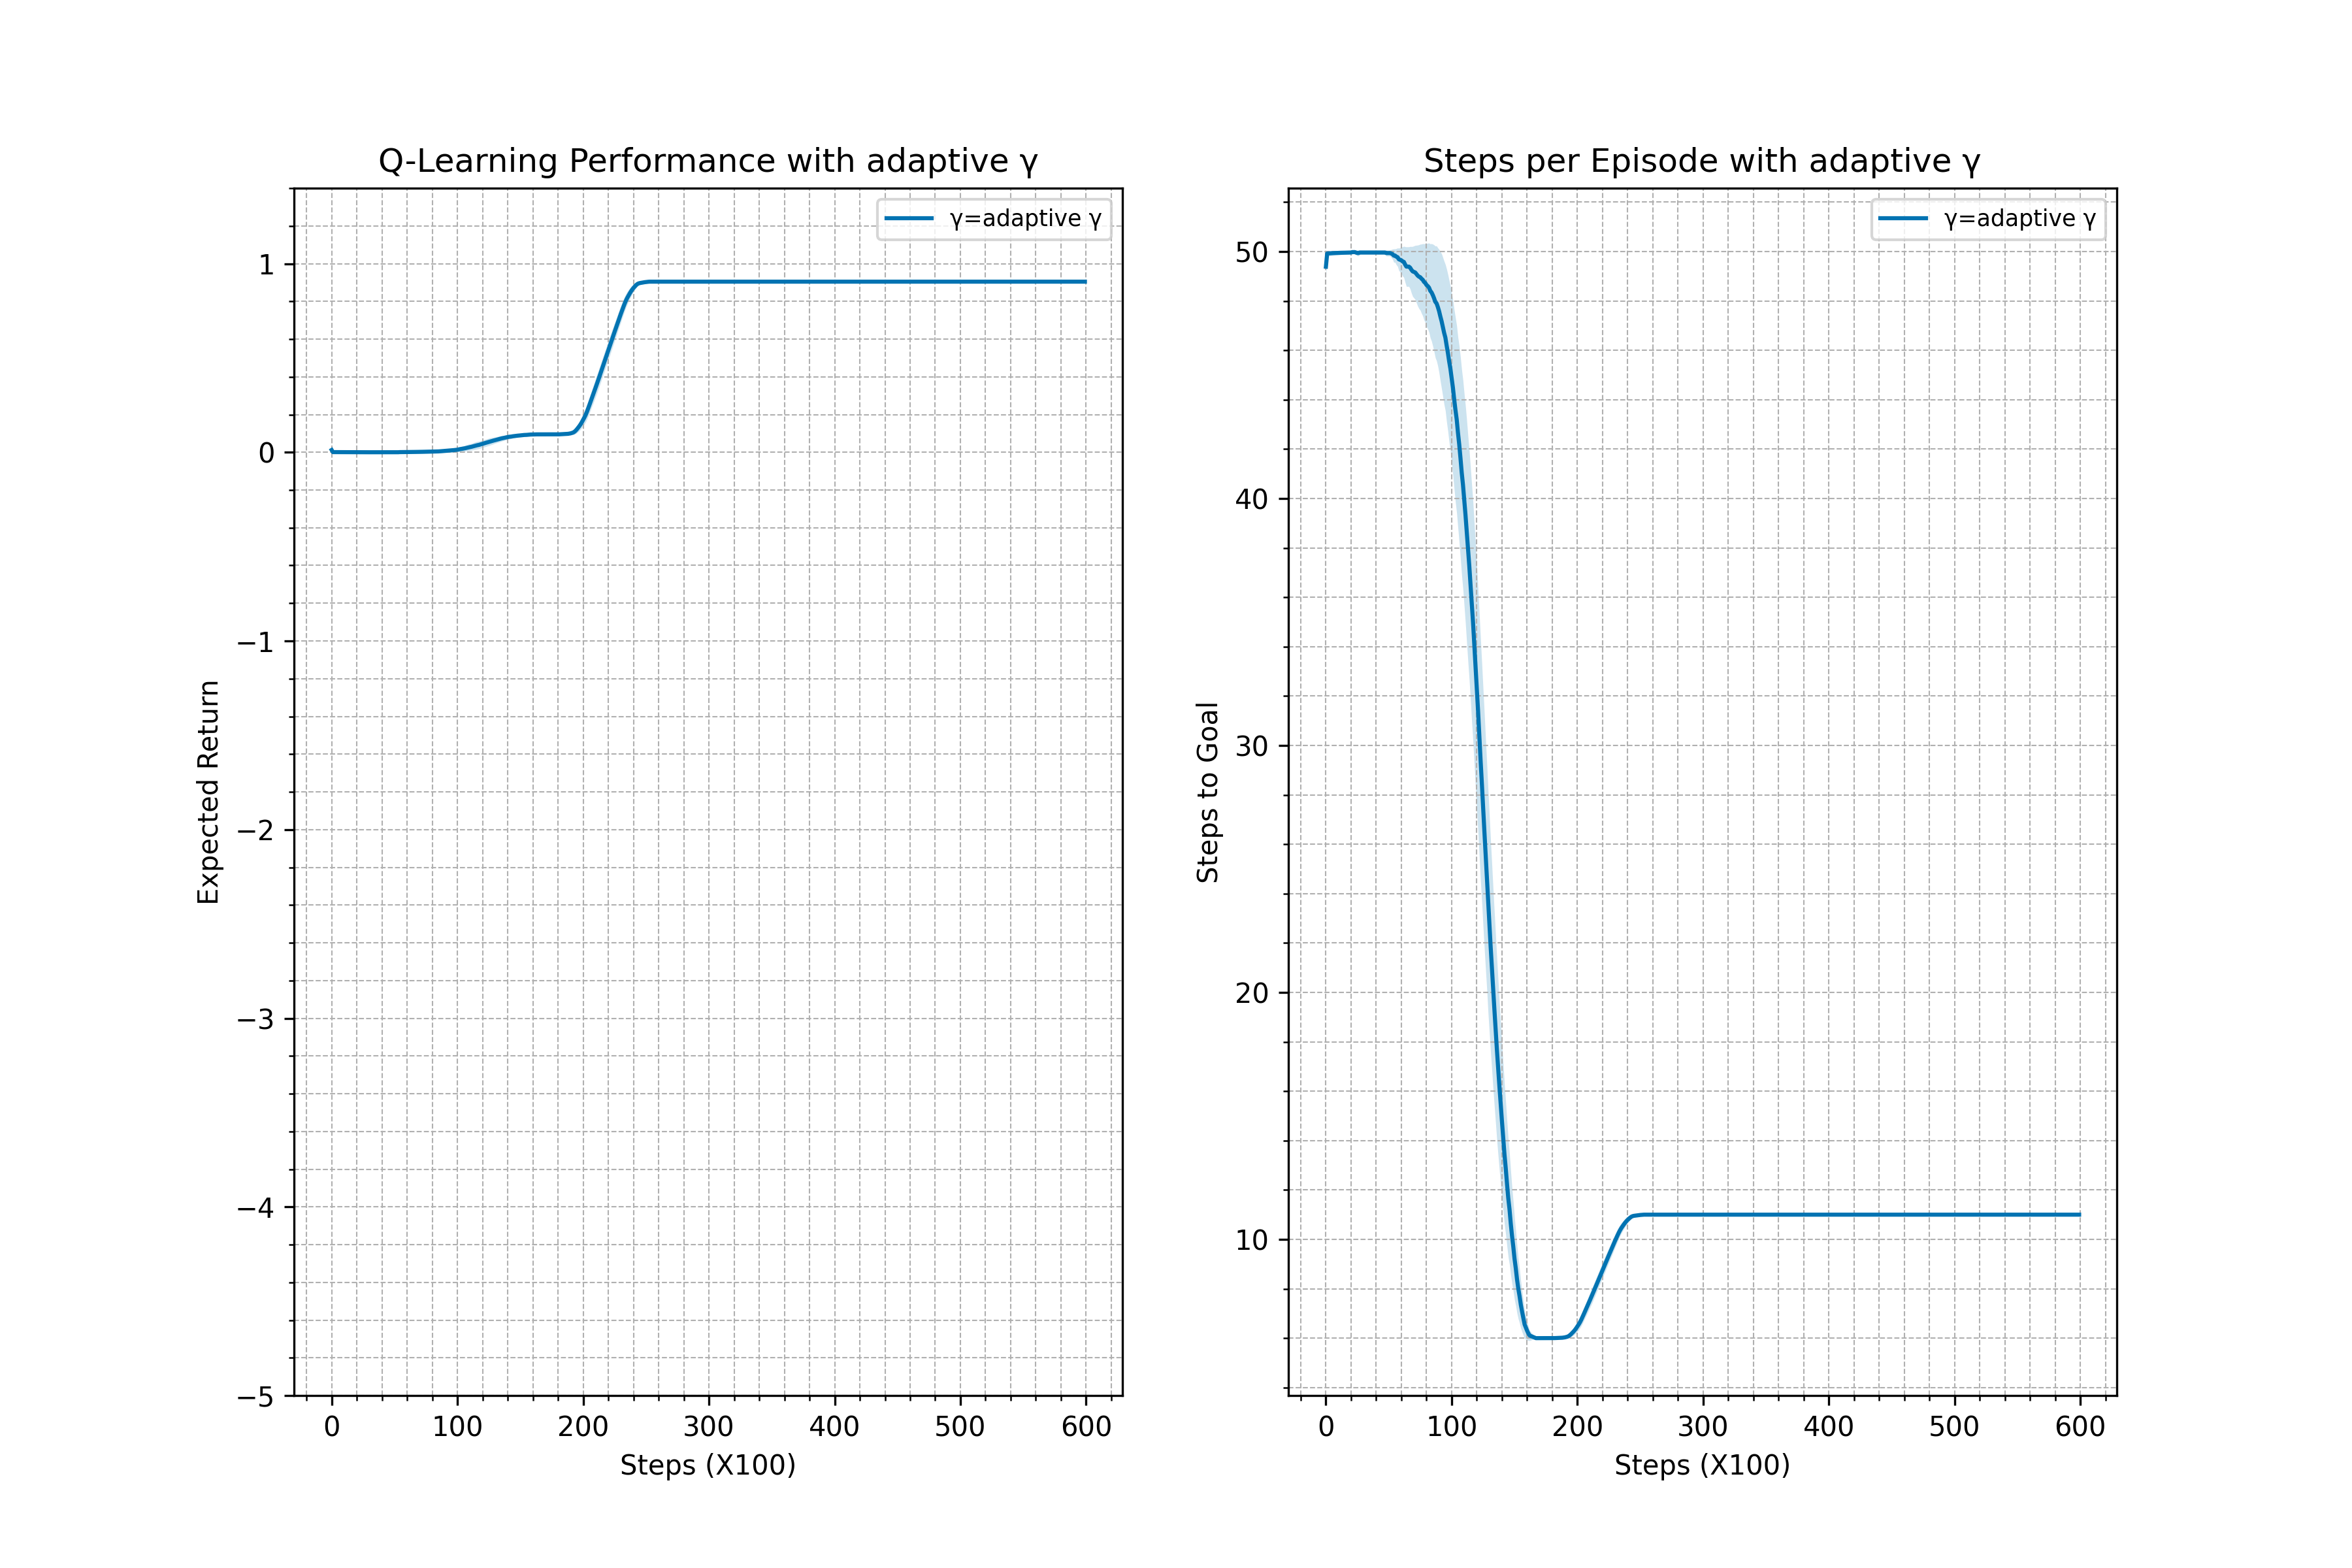 Q-Learning Performance with adaptive γ
γ=adaptive γ
1
0
−1
−2
−3
−4
−5
Expected Return
0 100 200 300 400 500 600
Steps (X100)
Steps per Episode with adaptive γ
γ=adaptive γ
50
40
30
20
10
Steps to Goal
0 100 200 300 400 500 600
Steps (X100)